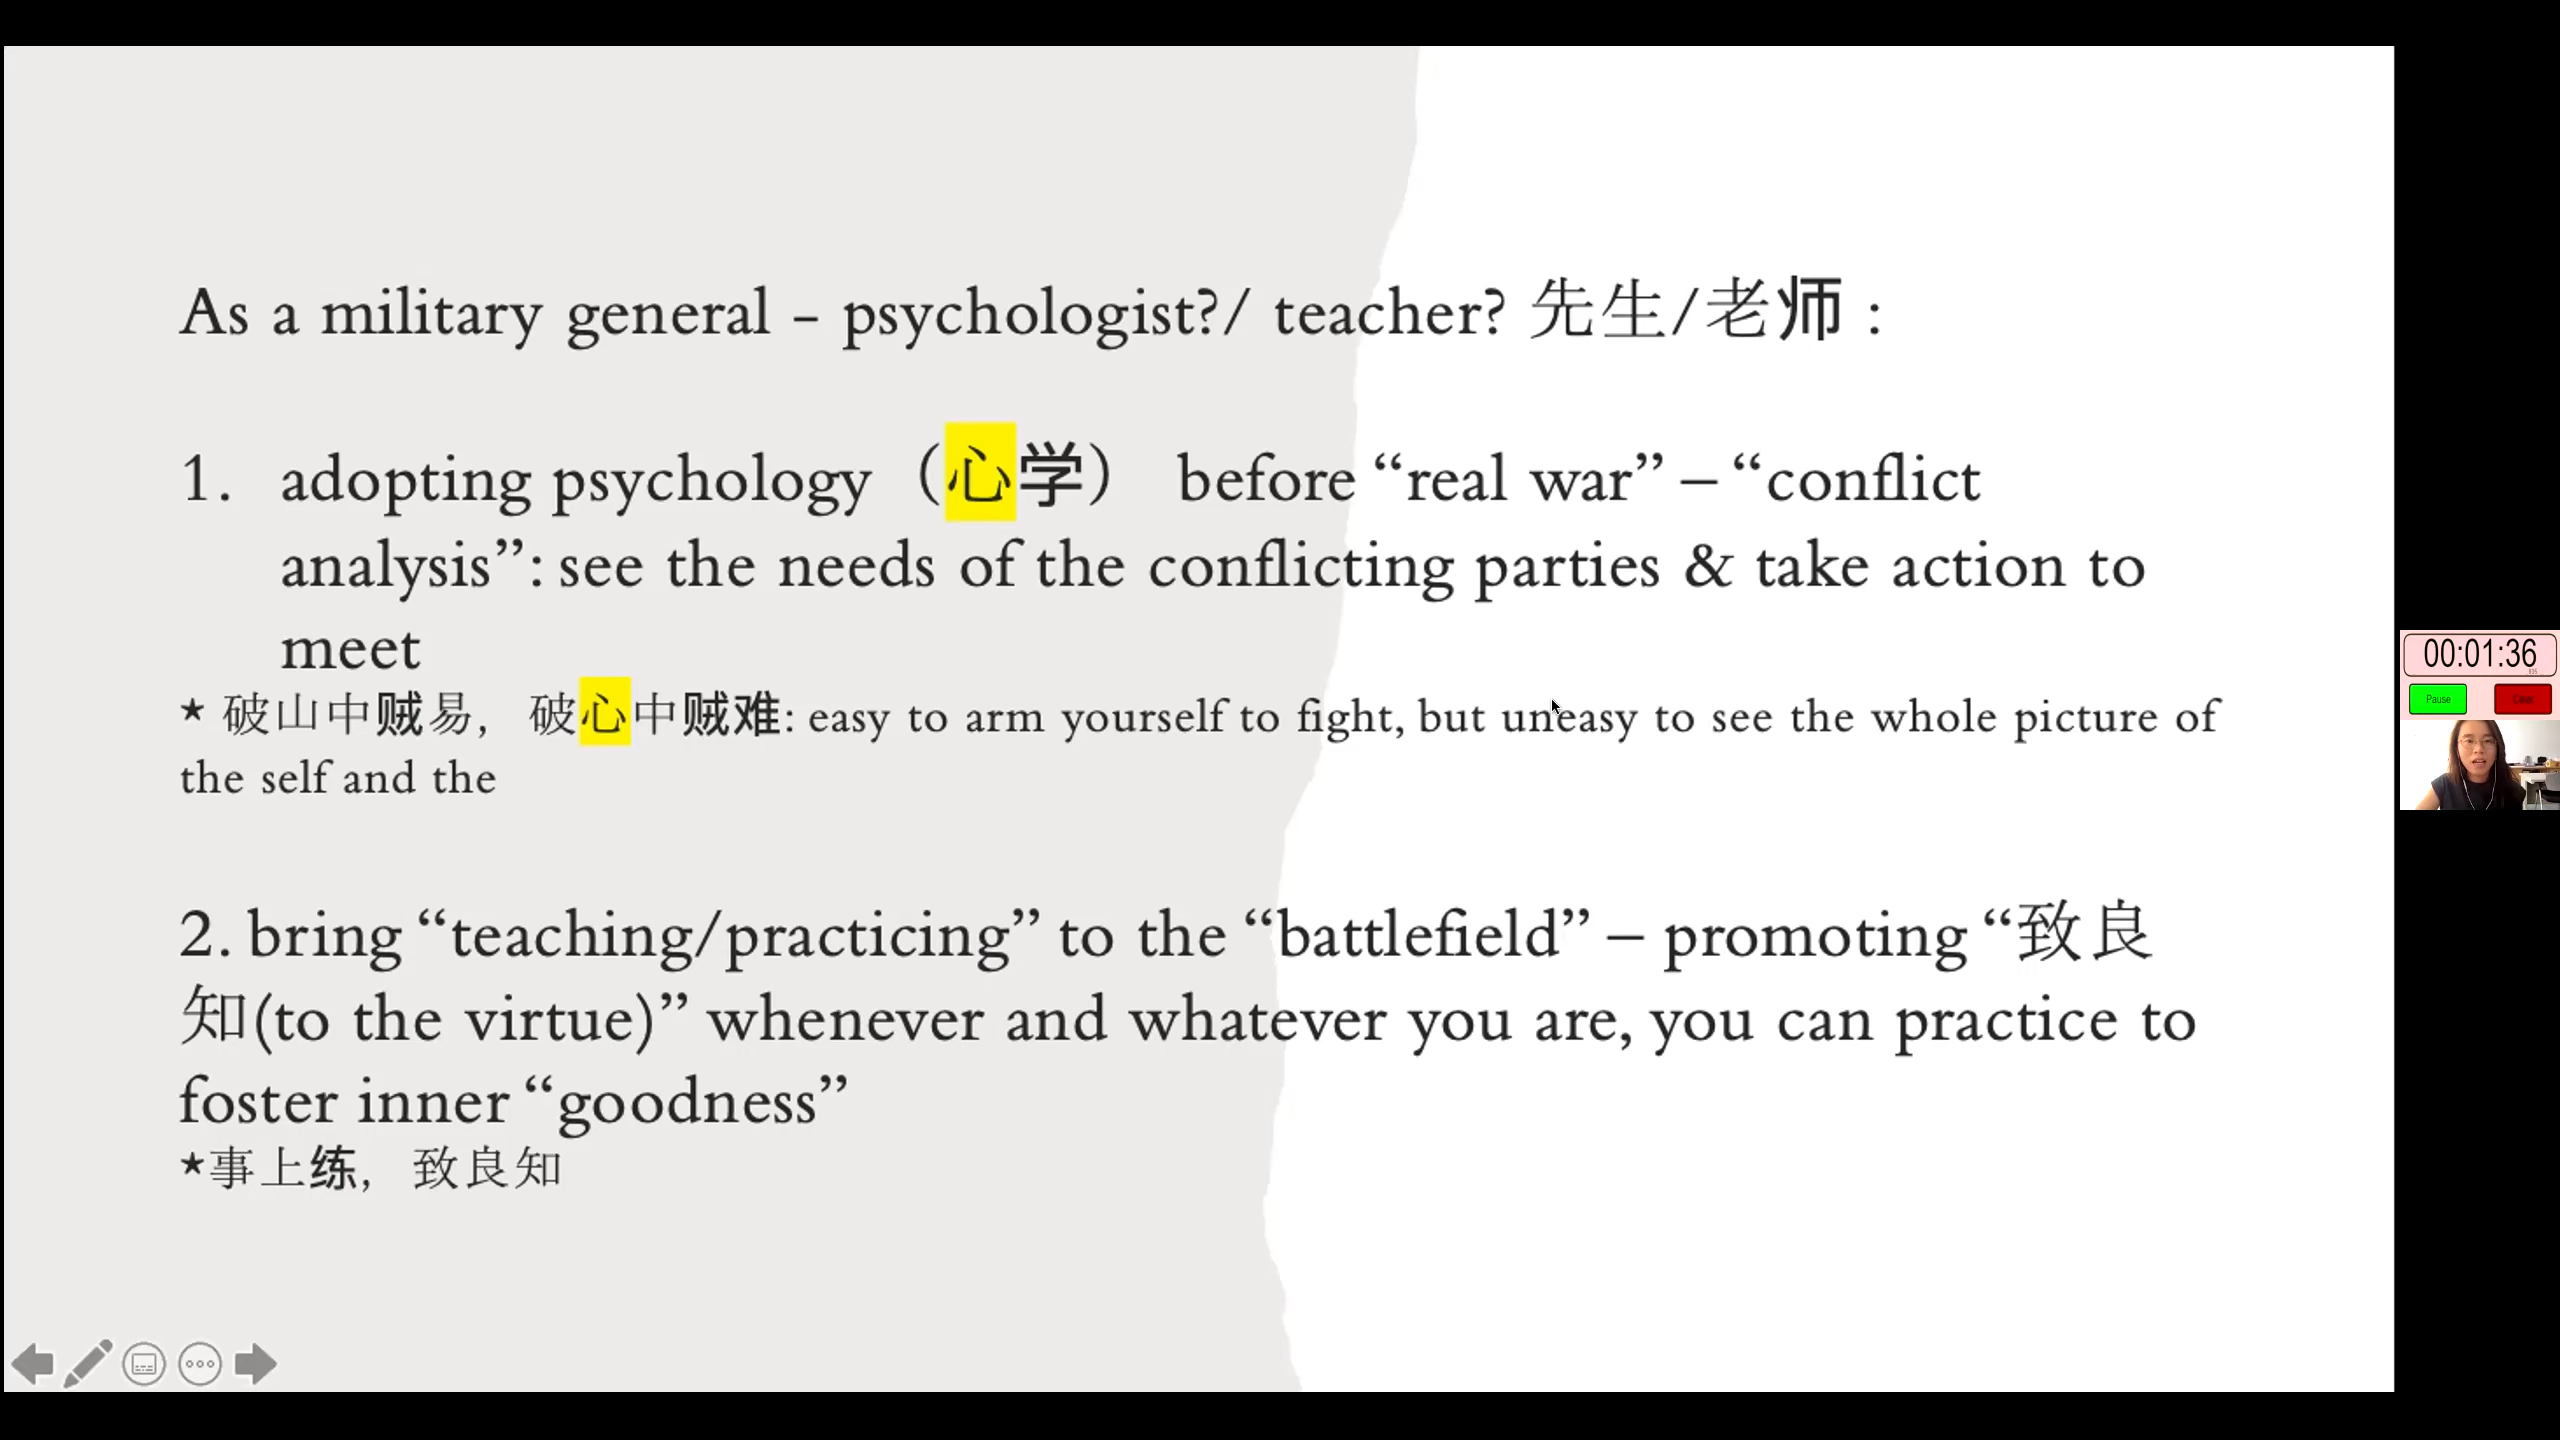 As a military general - psychologist?/ teacher? 先生/老师 :
1. adopting psychology（心学） before “real war” – “conflict
analysis”: see the needs of the conflicting parties & take action to
meet
* 破山中贼易， 破心中贼难: easy to arm yourself to fight, but uneasy to see the whole picture of
the self and the
2. bring “teaching/practicing” to the “battlefield” – promoting “致良
知(to the virtue)” whenever and whatever you are, you can practice to
foster inner “goodness”
*事上练， 致良知
00:01:36
Pause
Clear